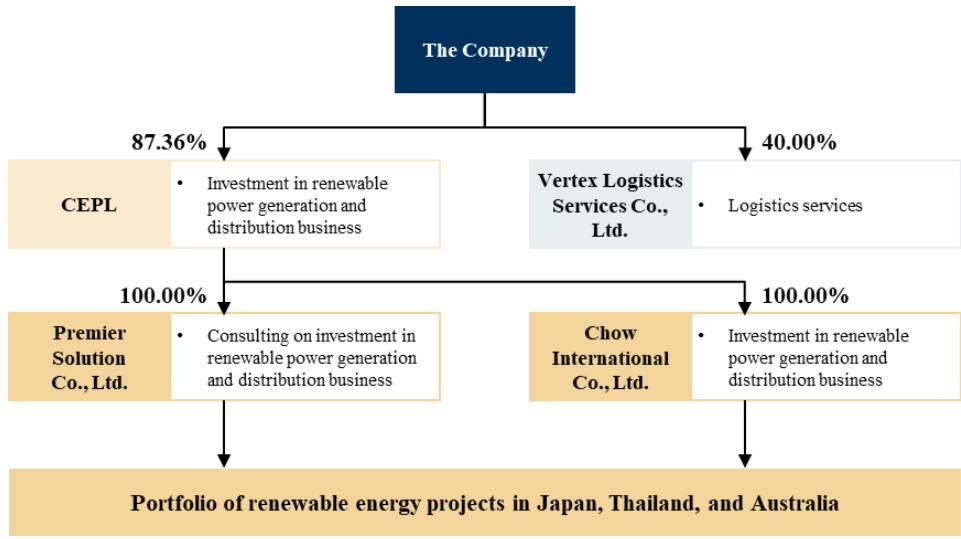 The Company
87.36%
40.00%
CEPL
• Investment in renewable
power generation and
distribution business
Vertex Logistics
Services Co.,
Ltd.
• Logistics services
100.00%
100.00%
Premier
Solution
Co., Ltd.
• Consulting on investment in
renewable power generation
and distribution business
Chow
International
Co., Ltd.
• Investment in renewable
power generation and
distribution business
Portfolio of renewable energy projects in Japan, Thailand, and Australia